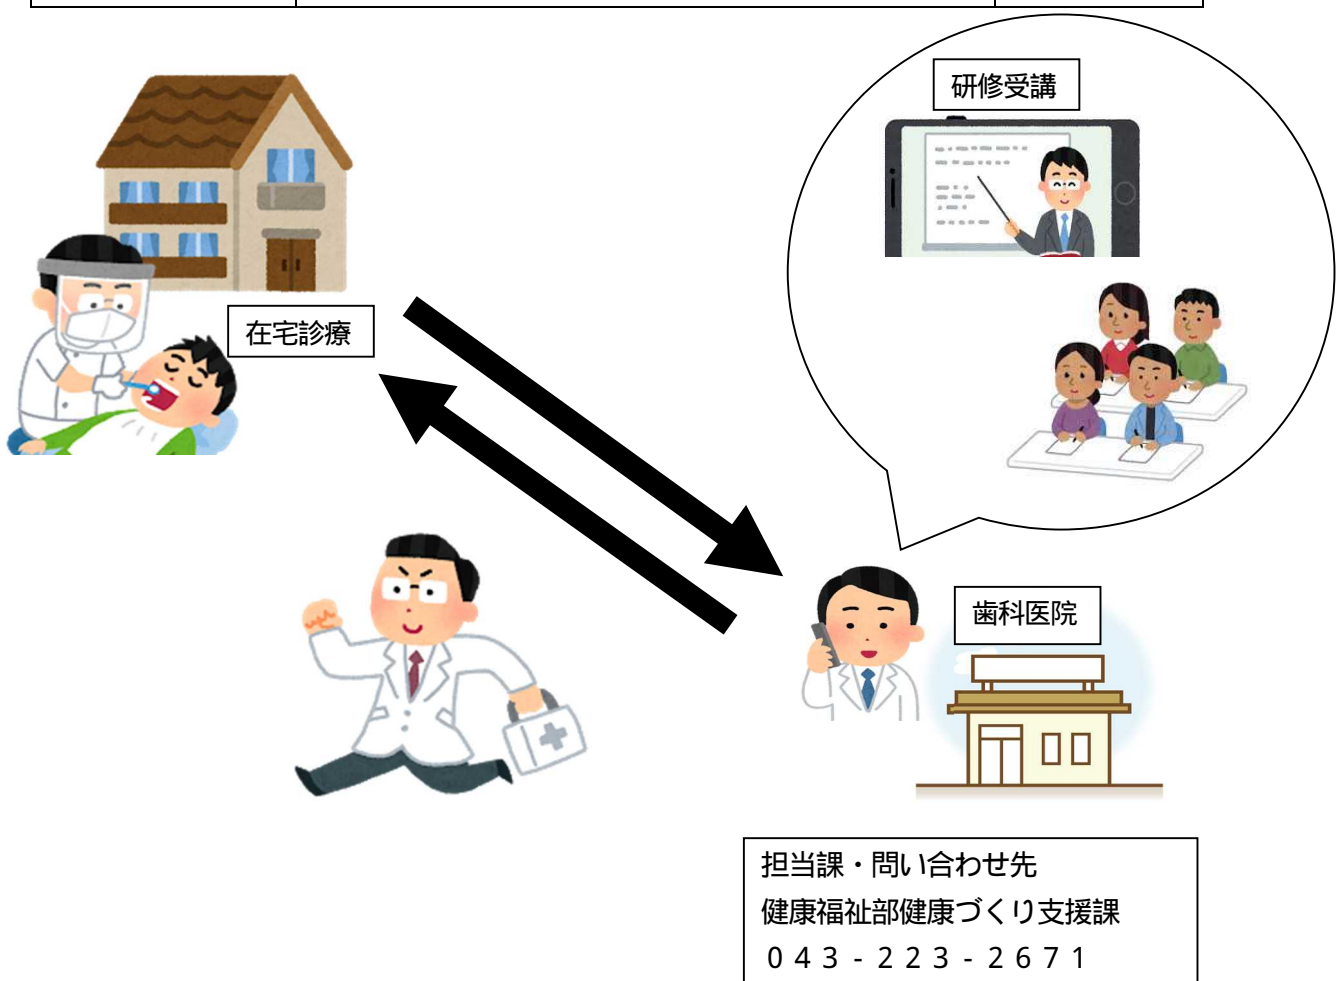 研修受講
在宅診療
歯科医院
担当課・問い合わせ先
健康福祉部健康づくり支援課
０４３-２２３-２６７１